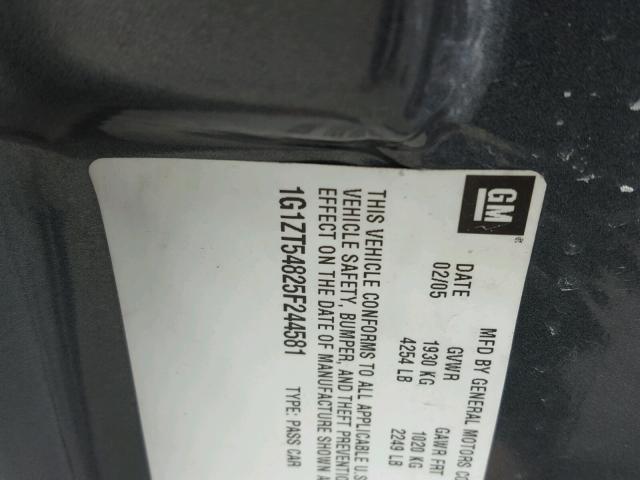 GM
MFD BY GENERAL MOTORS CO
DATE GVWR GAWR FRT
02/05 1930 KG 1020 KG
4254 LB 2249 LB
THIS VEHICLE CONFORMS TO ALL APPLICABLE U.S
VEHICLE SAFETY, BUMPER, AND THEFT PREVENTION
EFFECT ON THE DATE OF MANUFACTURE SHOWN A
1G1ZT54825F244581 TYPE: PASS CAR